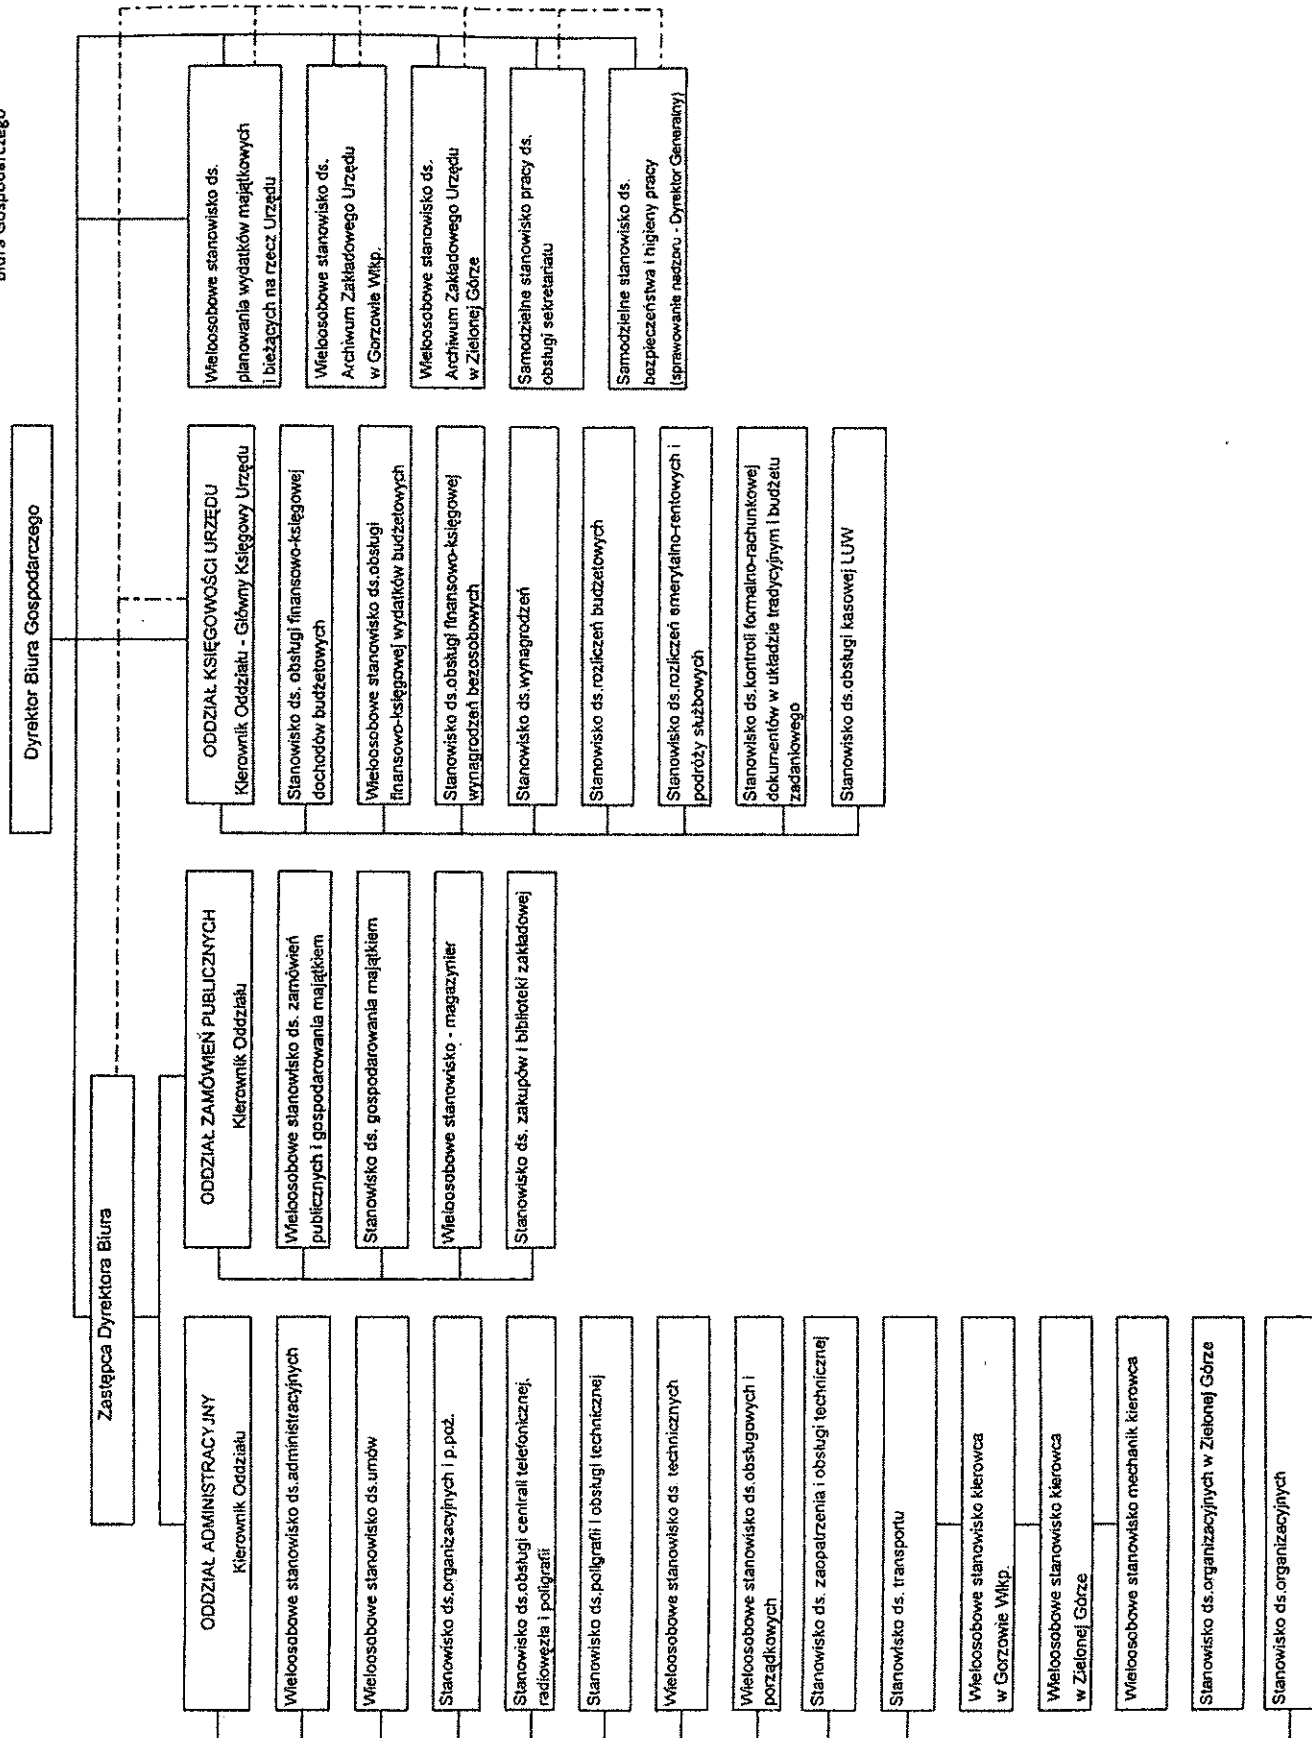 Biura Gospodarczego
Dyrektor Biura Gospodarczego
Zastępca Dyrektora Biura
ODDZIAŁ ADMINISTRACYJNY
Kierownik Oddziału
Wieloosobowe stanowisko ds.administracyjnych
Wieloosobowe stanowisko ds.umów
Stanowisko ds.organizacyjnych i p.poż.
Stanowisko ds.obsługi centrali telefonicznej,
radiowęzła i poligrafii
Stanowisko ds.poligrafii i obsługi technicznej
Wieloosobowe stanowisko ds. technicznych
Wieloosobowe stanowisko ds.obsługowych i
porządkowych
Stanowisko ds. zaopatrzenia i obsługi technicznej
Stanowisko ds. transportu
Wieloosobowe stanowisko kierowca
w Gorzowie Wlkp.
Wieloosobowe stanowisko kierowca
w Zielonej Górze
Wieloosobowe stanowisko mechanik kierowca
Stanowisko ds.organizacyjnych w Zielonej Górze
Stanowisko ds.organizacyjnych
ODDZIAŁ ZAMÓWIEŃ PUBLICZNYCH
Kierownik Oddziału
Wieloosobowe stanowisko ds. zamówień
publicznych i gospodarowania majątkiem
Stanowisko ds. gospodarowania majątkiem
Wieloosobowe stanowisko - magazynier
Stanowisko ds. zakupów i biblioteki zakładowej
ODDZIAŁ KSIĘGOWOŚCI URZĘDU
Kierownik Oddziału - Główny Księgowy Urzędu
Stanowisko ds. obsługi finansowo-księgowej
dochodów budżetowych
Wieloosobowe stanowisko ds.obsługi
finansowo-księgowej wydatków budżetowych
Stanowisko ds.obsługi finansowo-księgowej
wynagrodzeń bezosobowych
Stanowisko ds.wynagrodzeń
Stanowisko ds.rozliczeń budżetowych
Stanowisko ds.rozliczeń emerytalno-rentowych i
podróży służbowych
Stanowisko ds.kontroli formalno-rachunkowej
dokumentów w układzie tradycyjnym i budżetu
zadaniowego
Stanowisko ds.obsługi kasowej LUW
Wieloosobowe stanowisko ds.
planowania wydatków majątkowych
i bieżących na rzecz Urzędu
Wieloosobowe stanowisko ds.
Archiwum Zakładowego Urzędu
w Gorzowie Wlkp.
Wieloosobowe stanowisko ds.
Archiwum Zakładowego Urzędu
w Zielonej Górze
Samodzielne stanowisko pracy ds.
obsługi sekretariatu
Samodzielne stanowisko ds.
bezpieczeństwa i higieny pracy
(sprawowanie nadzoru - Dyrektor Generalny)